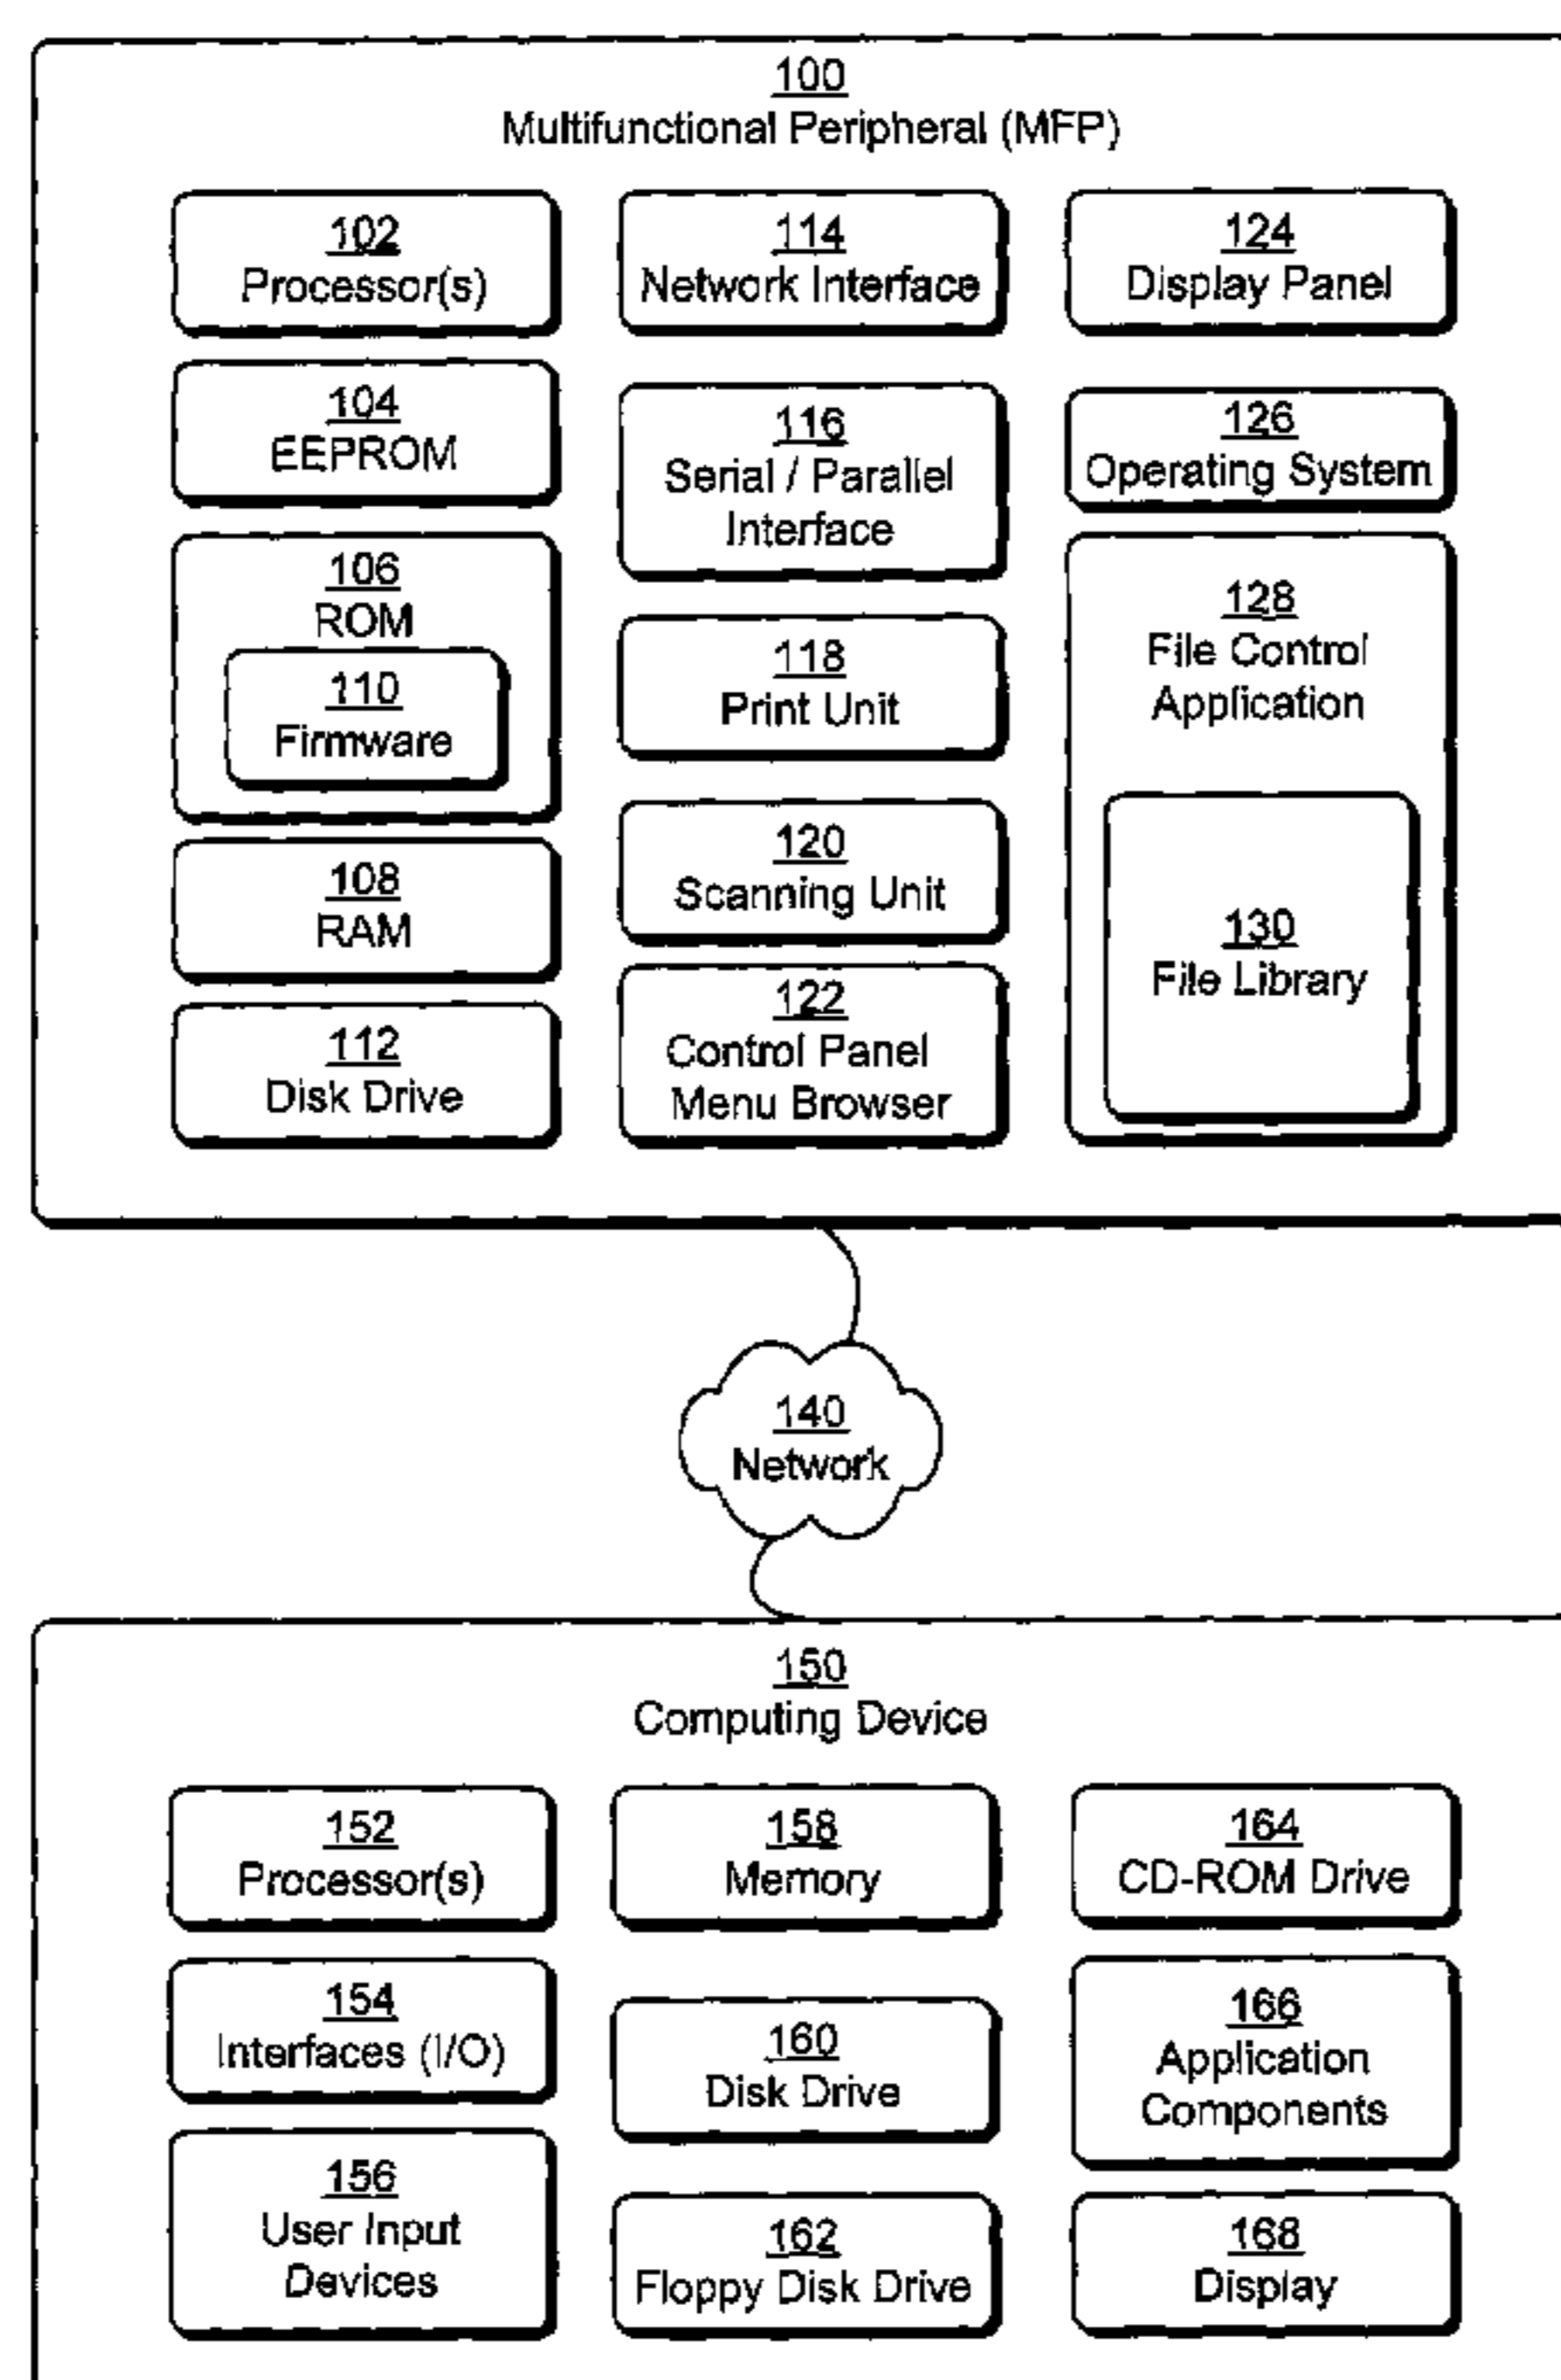 100
Multifunctional Peripheral (MFP)
102
Processor(s)
104
EEPROM
106
ROM
110
Firmware
108
RAM
112
Disk Drive
114
Network Interface
116
Serial / Parallel
Interface
118
Print Unit
120
Scanning Unit
122
Control Panel
Menu Browser
124
Display Panel
126
Operating System
128
File Control
Application
130
File Library
140
Network
150
Computing Device
152
Processor(s)
154
Interfaces (I/O)
156
User Input
Devices
158
Memory
160
Disk Drive
162
Floppy Disk Drive
164
CD-ROM Drive
166
Application
Components
168
Display